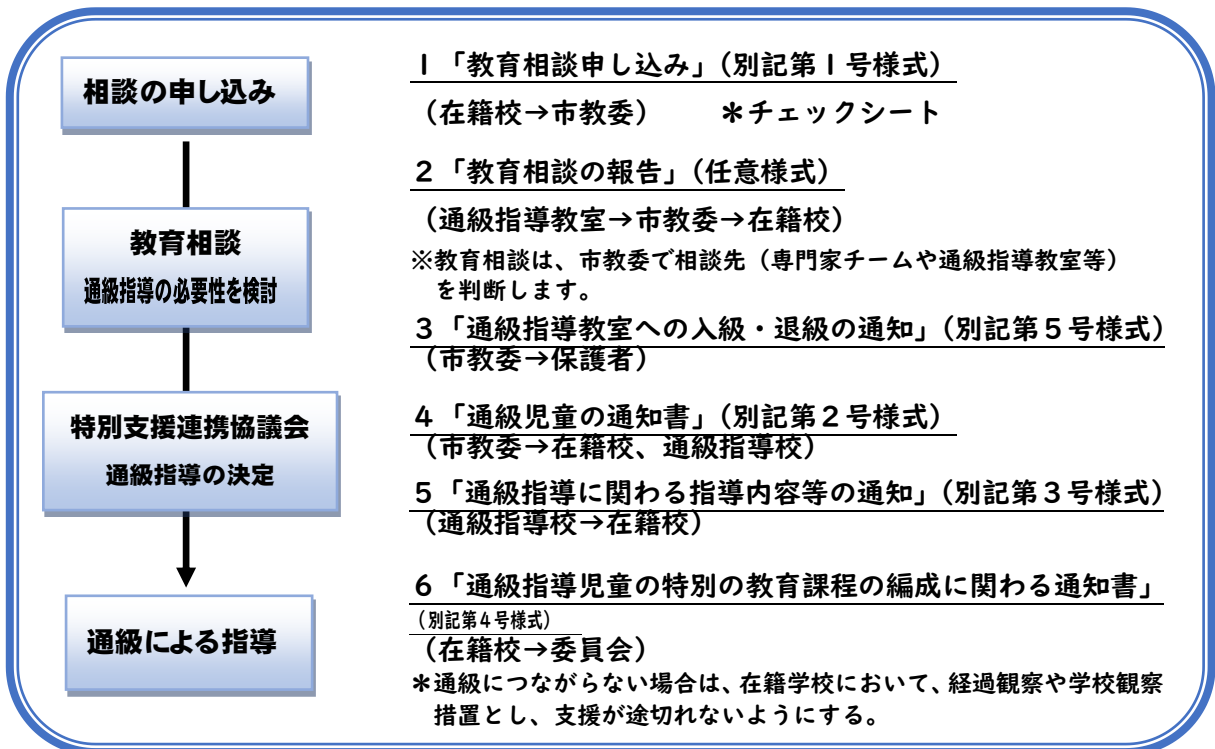 相談の申し込み
教育相談
通級指導の必要性を検討
特別支援連携協議会
通級指導の決定
通級による指導
1「教育相談申し込み」(別記第1号様式)
(在籍校→市教委)　　＊チェックシート
2「教育相談の報告」(任意様式)
(通級指導教室→市教委→在籍校)
※教育相談は、市教委で相談先(専門家チームや通級指導教室等)
を判断します。
3「通級指導教室への入級・退級の通知」(別記第5号様式)
(市教委→保護者)
4「通級児童の通知書」(別記第2号様式)
(市教委→在籍校、通級指導校)
5「通級指導に関わる指導内容等の通知」(別記第3号様式)
(通級指導校→在籍校)
6「通級指導児童の特別の教育課程の編成に関わる通知書」
(別記第4号様式)
(在籍校→委員会)
＊通級につながらない場合は、在籍学校において、経過観察や学校観察
措置とし、支援が途切れないようにする。